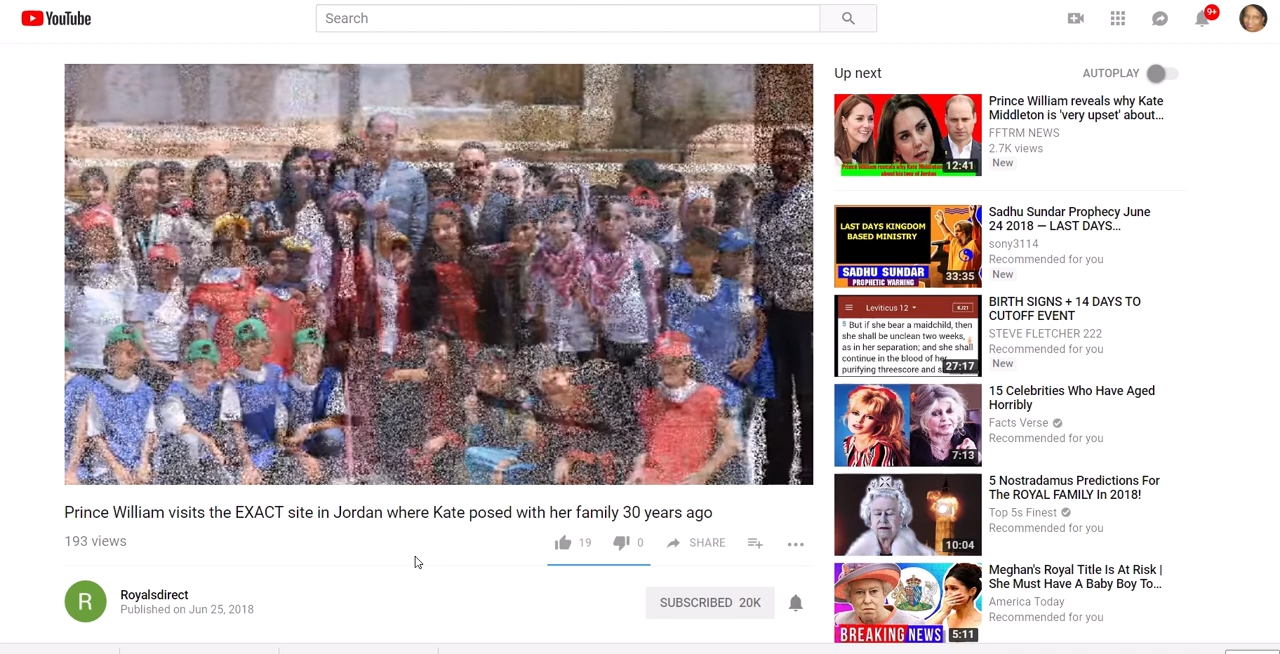 YouTube
Search
9+
Up next
AUTOPLAY
Prince William reveals why Kate
Middleton is 'very upset' about...
FFTRM NEWS
2.7K views
New
12:41
Sadhu Sundar Prophecy June
24 2018 — LAST DAYS...
sony3114
Recommended for you
New
LAST DAYS KINGDOM
BASED MINISTRY
SADHU SUNDAR
PROPHETIC WARNING
33:35
BIRTH SIGNS + 14 DAYS TO
CUTOFF EVENT
STEVE FLETCHER 222
Recommended for you
New
Leviticus 12
KJ21
5 But if she bear a maidchild, then
she shall be unclean two weeks,
as in her separation; and she shall
continue in the blood of her
purifying threescore and
27:17
15 Celebrities Who Have Aged
Horribly
Facts Verse
Recommended for you
7:13
5 Nostradamus Predictions For
The ROYAL FAMILY In 2018!
Top 5s Finest
Recommended for you
10:04
Meghan's Royal Title Is At Risk |
She Must Have A Baby Boy To...
America Today
Recommended for you
BREAKING NEWS
5:11
Prince William visits the EXACT site in Jordan where Kate posed with her family 30 years ago
193 views
19
0
SHARE
R
Royalsdirect
Published on Jun 25, 2018
SUBSCRIBED 20K